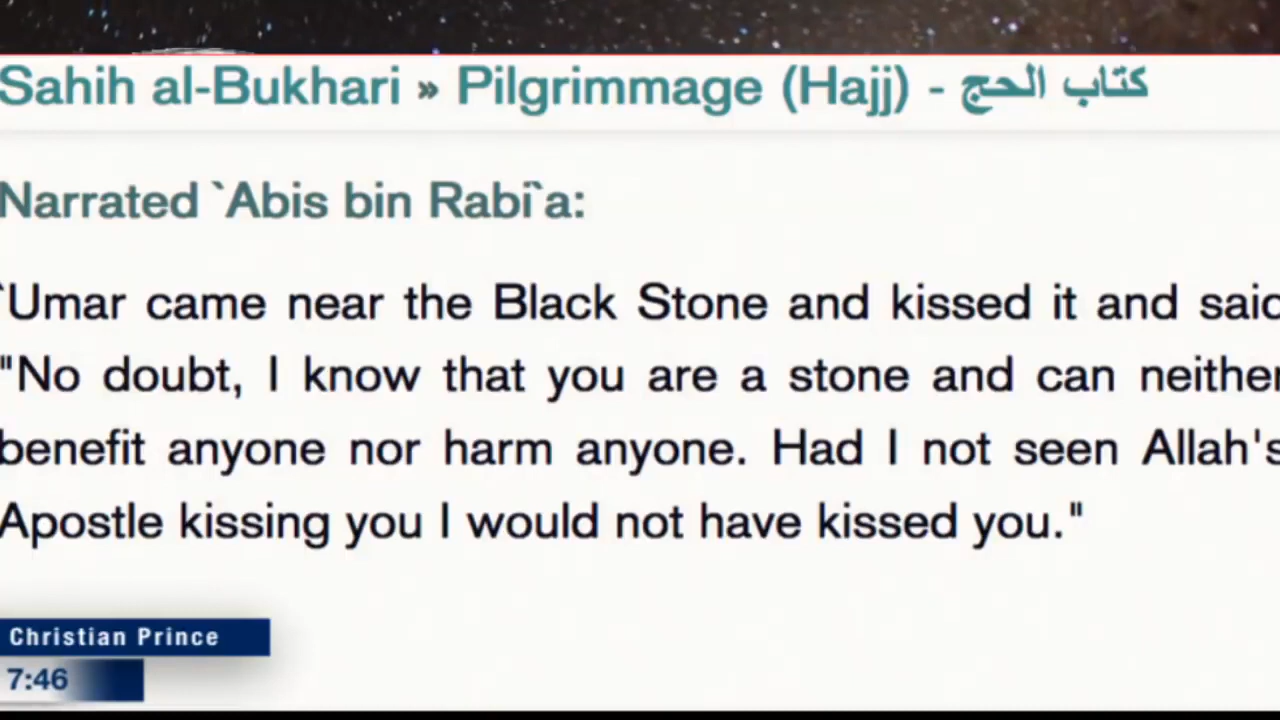 Sahih al-Bukhari » Pilgrimmage (Hajj) - كتاب الحج
Narrated `Abis bin Rabi`a:
`Umar came near the Black Stone and kissed it and said
"No doubt, I know that you are a stone and can neither
benefit anyone nor harm anyone. Had I not seen Allah's
Apostle kissing you I would not have kissed you."
Christian Prince
7:46